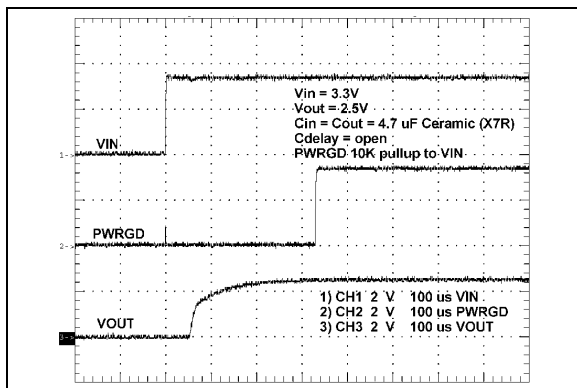 Vin = 3.3V
Vout = 2.5V
Cin = Cout = 4.7 uF Ceramic (X7R)
Cdelay = open
PWRGD 10K pullup to VIN
VIN
1->
PWRGD
2->
1) CH1 2 V 100 us VIN
2) CH2 2 V 100 us PWRGD
3) CH3 2 V 100 us VOUT
VOUT
3->